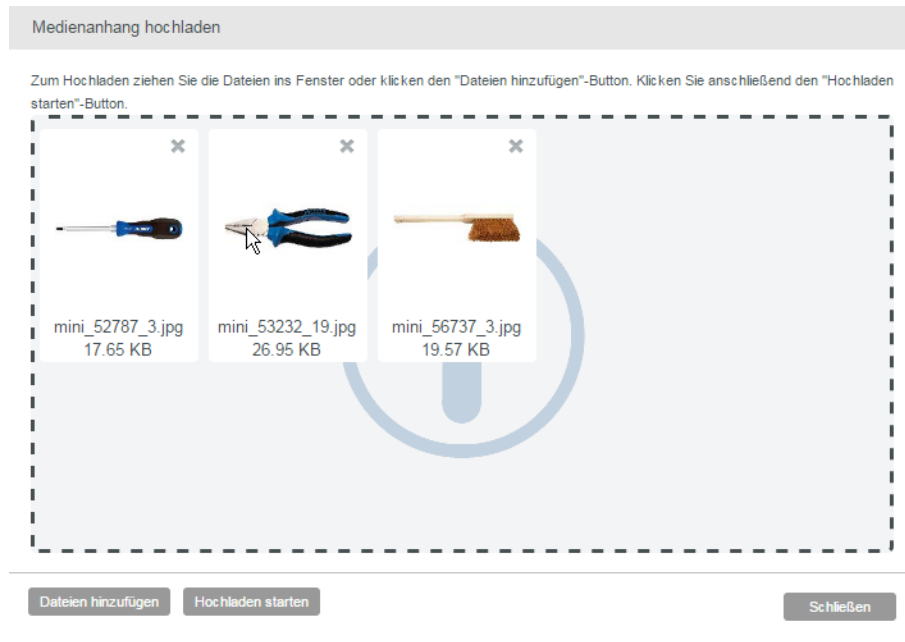 Medienanhang hochladen
Zum Hochladen ziehen Sie die Dateien ins Fenster oder klicken den "Dateien hinzufügen"-Button. Klicken Sie anschließend den "Hochladen
starten"-Button.
mini_52787_3.jpg mini_53232_19.jpg mini_56737_3.jpg
17.65 KB 26.95 KB 19.57 KB
Dateien hinzufügen Hochladen starten Schließen